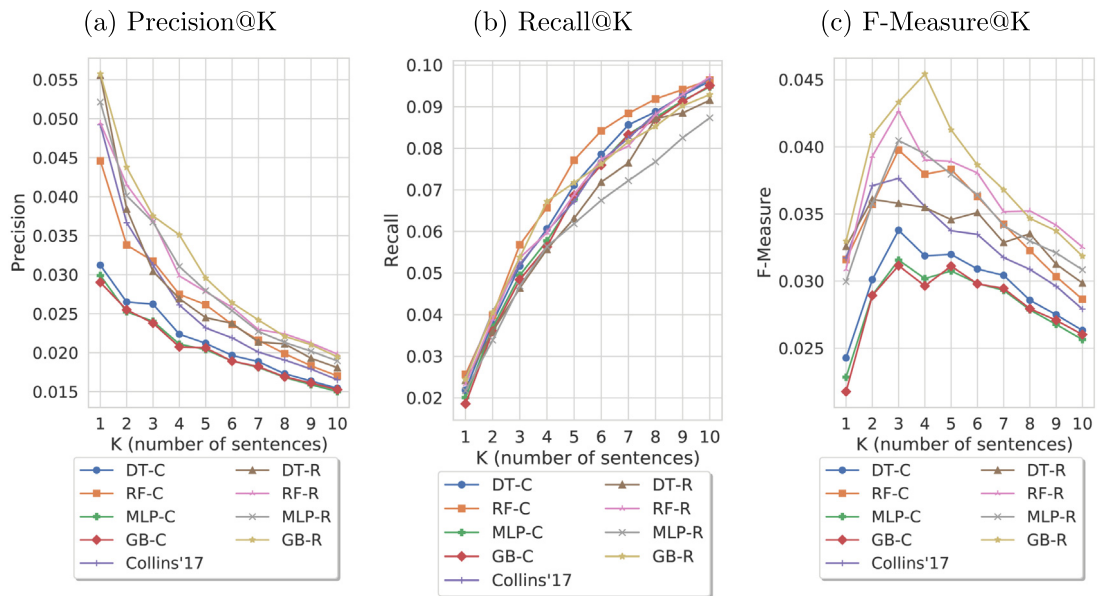 (a) Precision@K
(b) Recall@K
(c) F-Measure@K
0.055
0.050
0.045
0.040
0.035
0.030
0.025
0.020
0.015
Precision
1 2 3 4 5 6 7 8 9 10
K (number of sentences)
DT-C
RF-C
MLP-C
GB-C
Collins'17
DT-R
RF-R
MLP-R
GB-R
0.10
0.09
0.08
0.07
0.06
0.05
0.04
0.03
0.02
Recall
1 2 3 4 5 6 7 8 9 10
K (number of sentences)
DT-C
RF-C
MLP-C
GB-C
Collins'17
DT-R
RF-R
MLP-R
GB-R
0.045
0.040
0.035
0.030
0.025
F-Measure
1 2 3 4 5 6 7 8 9 10
K (number of sentences)
DT-C
RF-C
MLP-C
GB-C
Collins'17
DT-R
RF-R
MLP-R
GB-R